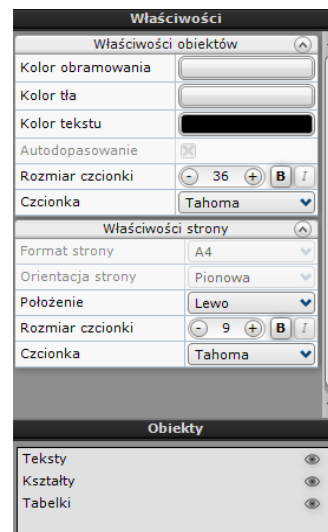 Właściwości
Właściwości obiektów
Kolor obramowania
Kolor tła
Kolor tekstu
Autodopasowanie
Rozmiar czcionki - 36 + B I
Czcionka Tahoma
Właściwości strony
Format strony A4
Orientacja strony Pionowa
Położenie Lewo
Rozmiar czcionki - 9 + B I
Czcionka Tahoma
Obiekty
Teksty
Kształty
Tabelki